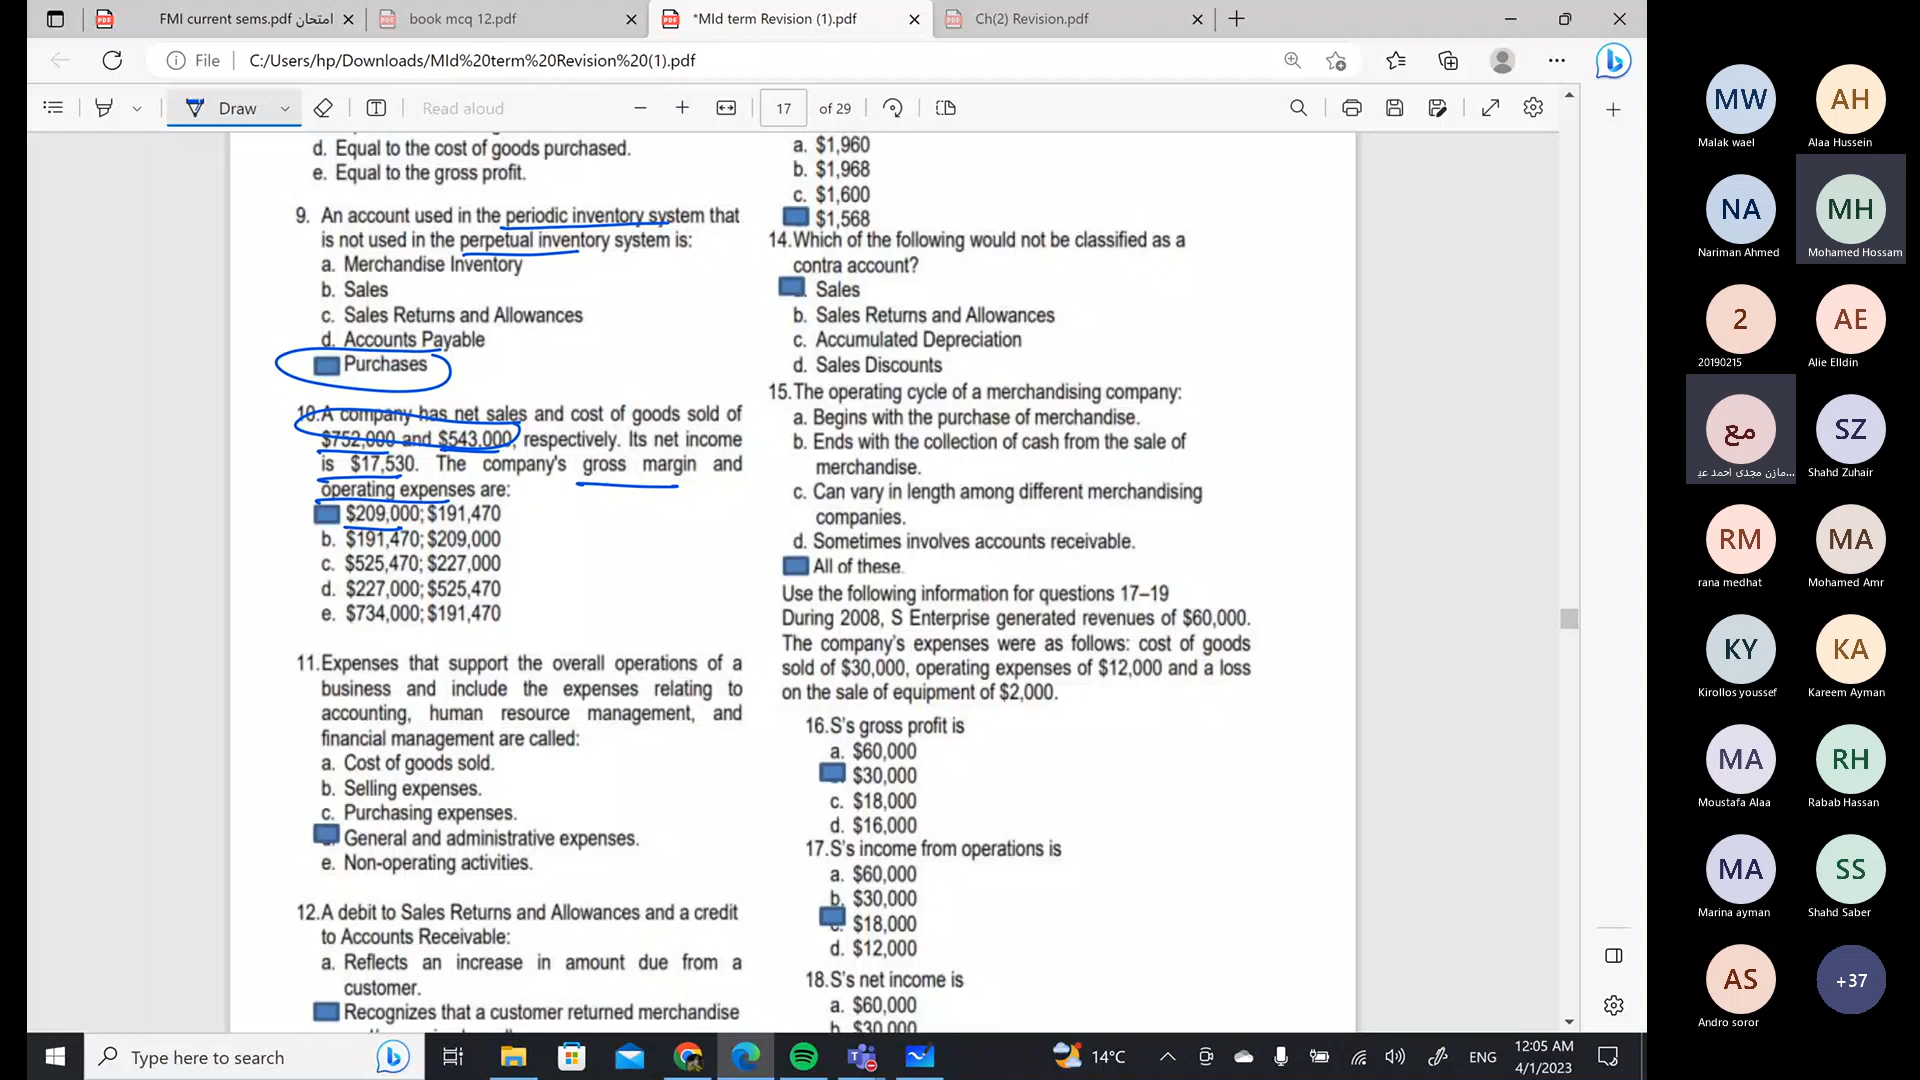 FMI current sems.pdf امتحان
book mcq 12.pdf
*MId term Revision (1).pdf
Ch(2) Revision.pdf
File
C:/Users/hp/Downloads/MId%20term%20Revision%20(1).pdf
Draw
Read aloud
17
of 29
d. Equal to the cost of goods purchased.
e. Equal to the gross profit.
9. An account used in the periodic inventory system that
is not used in the perpetual inventory system is:
a. Merchandise Inventory
b. Sales
c. Sales Returns and Allowances
d. Accounts Payable
Purchases
10.A company has net sales and cost of goods sold of
$752,000 and $543,000, respectively. Its net income
is $17,530. The company's gross margin and
operating expenses are:
$209,000; $191,470
b. $191,470; $209,000
c. $525,470; $227,000
d. $227,000; $525,470
e. $734,000; $191,470
11.Expenses that support the overall operations of a
business and include the expenses relating to
accounting, human resource management, and
financial management are called:
a. Cost of goods sold.
b. Selling expenses.
c. Purchasing expenses.
General and administrative expenses.
e. Non-operating activities.
12.A debit to Sales Returns and Allowances and a credit
to Accounts Receivable:
a. Reflects an increase in amount due from a
customer.
Recognizes that a customer returned merchandise
a. $1,960
b. $1,968
c. $1,600
$1,568
14.Which of the following would not be classified as a
contra account?
Sales
b. Sales Returns and Allowances
c. Accumulated Depreciation
d. Sales Discounts
15.The operating cycle of a merchandising company:
a. Begins with the purchase of merchandise.
b. Ends with the collection of cash from the sale of
merchandise.
c. Can vary in length among different merchandising
companies.
d. Sometimes involves accounts receivable.
All of these.
Use the following information for questions 17–19
During 2008, S Enterprise generated revenues of $60,000.
The company's expenses were as follows: cost of goods
sold of $30,000, operating expenses of $12,000 and a loss
on the sale of equipment of $2,000.
16.S's gross profit is
a. $60,000
$30,000
c. $18,000
d. $16,000
17.S's income from operations is
a. $60,000
b. $30,000
c. $18,000
d. $12,000
18.S's net income is
a. $60,000
b. $30,000
MW
Malak wael
AH
Alaa Hussein
NA
Nariman Ahmed
MH
Mohamed Hossam
2
20190215
AE
Alie Elldin
مع
مازن مجدى احمد عي...
SZ
Shahd Zuhair
RM
rana medhat
MA
Mohamed Amr
KY
Kirollos youssef
KA
Kareem Ayman
MA
Moustafa Alaa
RH
Rabab Hassan
MA
Marina ayman
SS
Shahd Saber
AS
Andro soror
+37
Type here to search
14°C
ENG
12:05 AM
4/1/2023